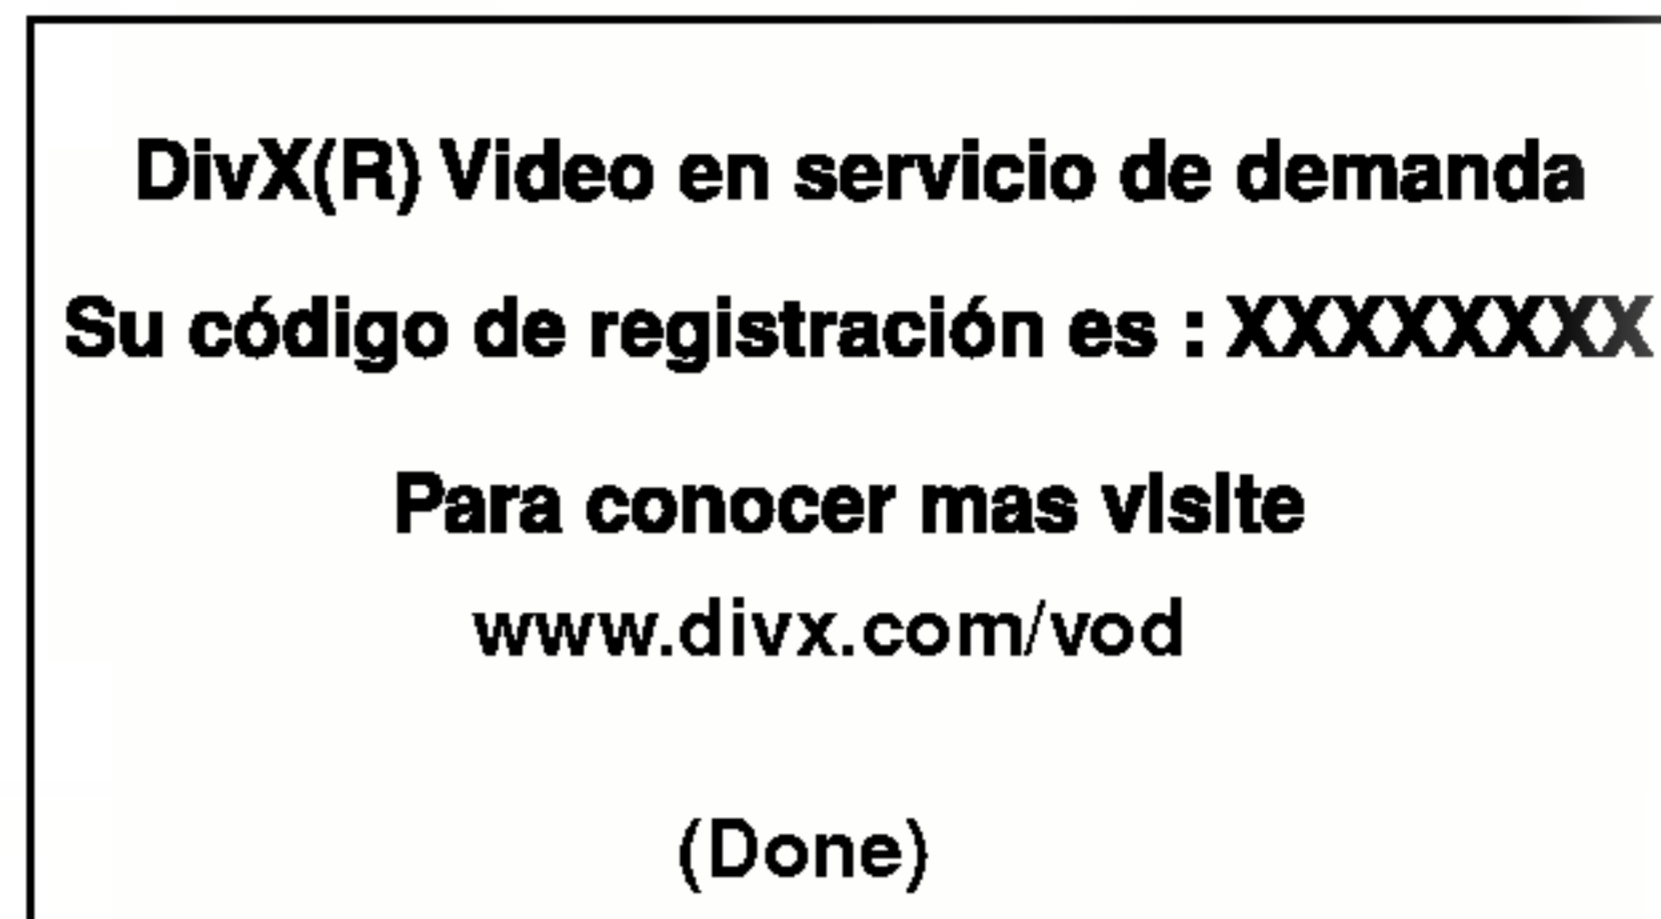 DivX(R) Video en servicio de demanda
Su código de registración es : XXXXXXXX
Para conocer mas visite
www.divx.com/vod
(Done)